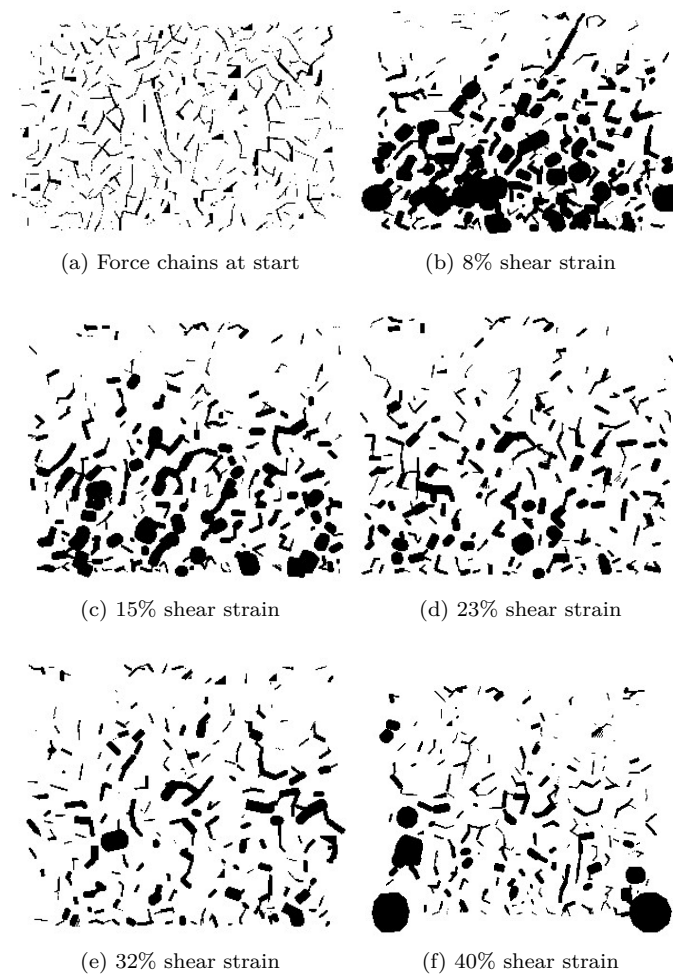 (a) Force chains at start
(b) 8% shear strain
(c) 15% shear strain
(d) 23% shear strain
(e) 32% shear strain
(f) 40% shear strain